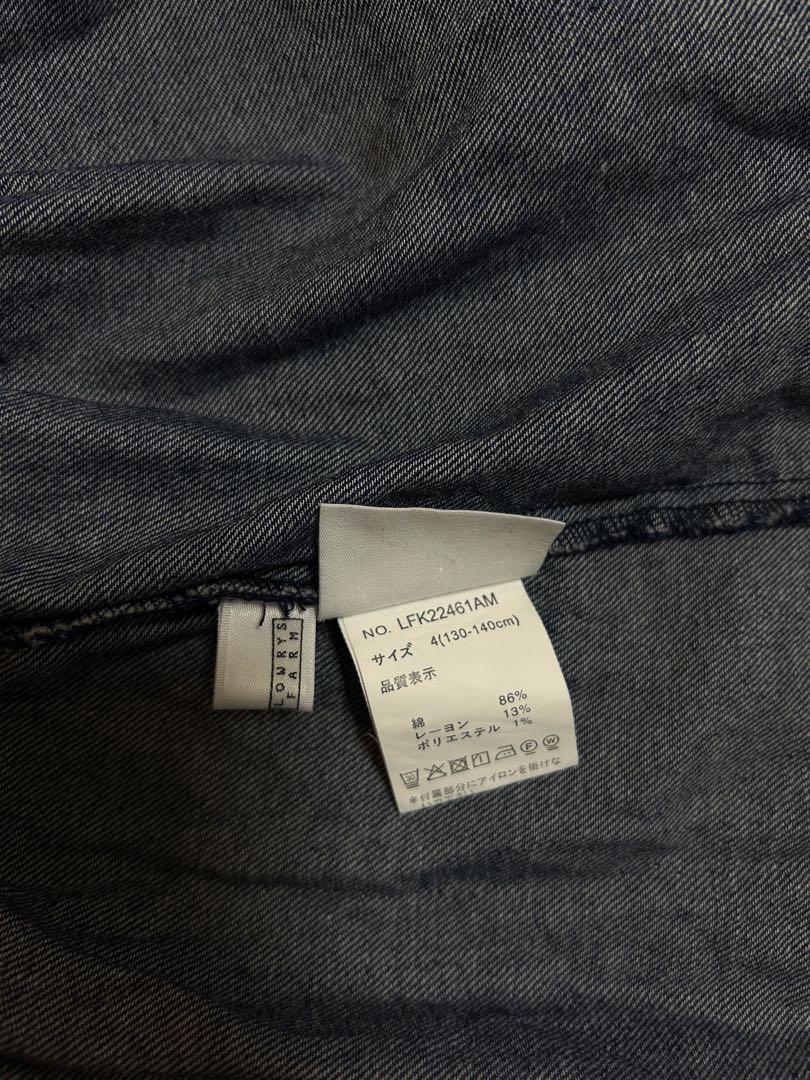 NO. LFK22461AM
サイズ 4(130-140cm)
品質表示
綿 86%
レーヨン 13%
ポリエステル 1%
30 F W
※付属部分にアイロンを掛けな
LOWRYS
FARM